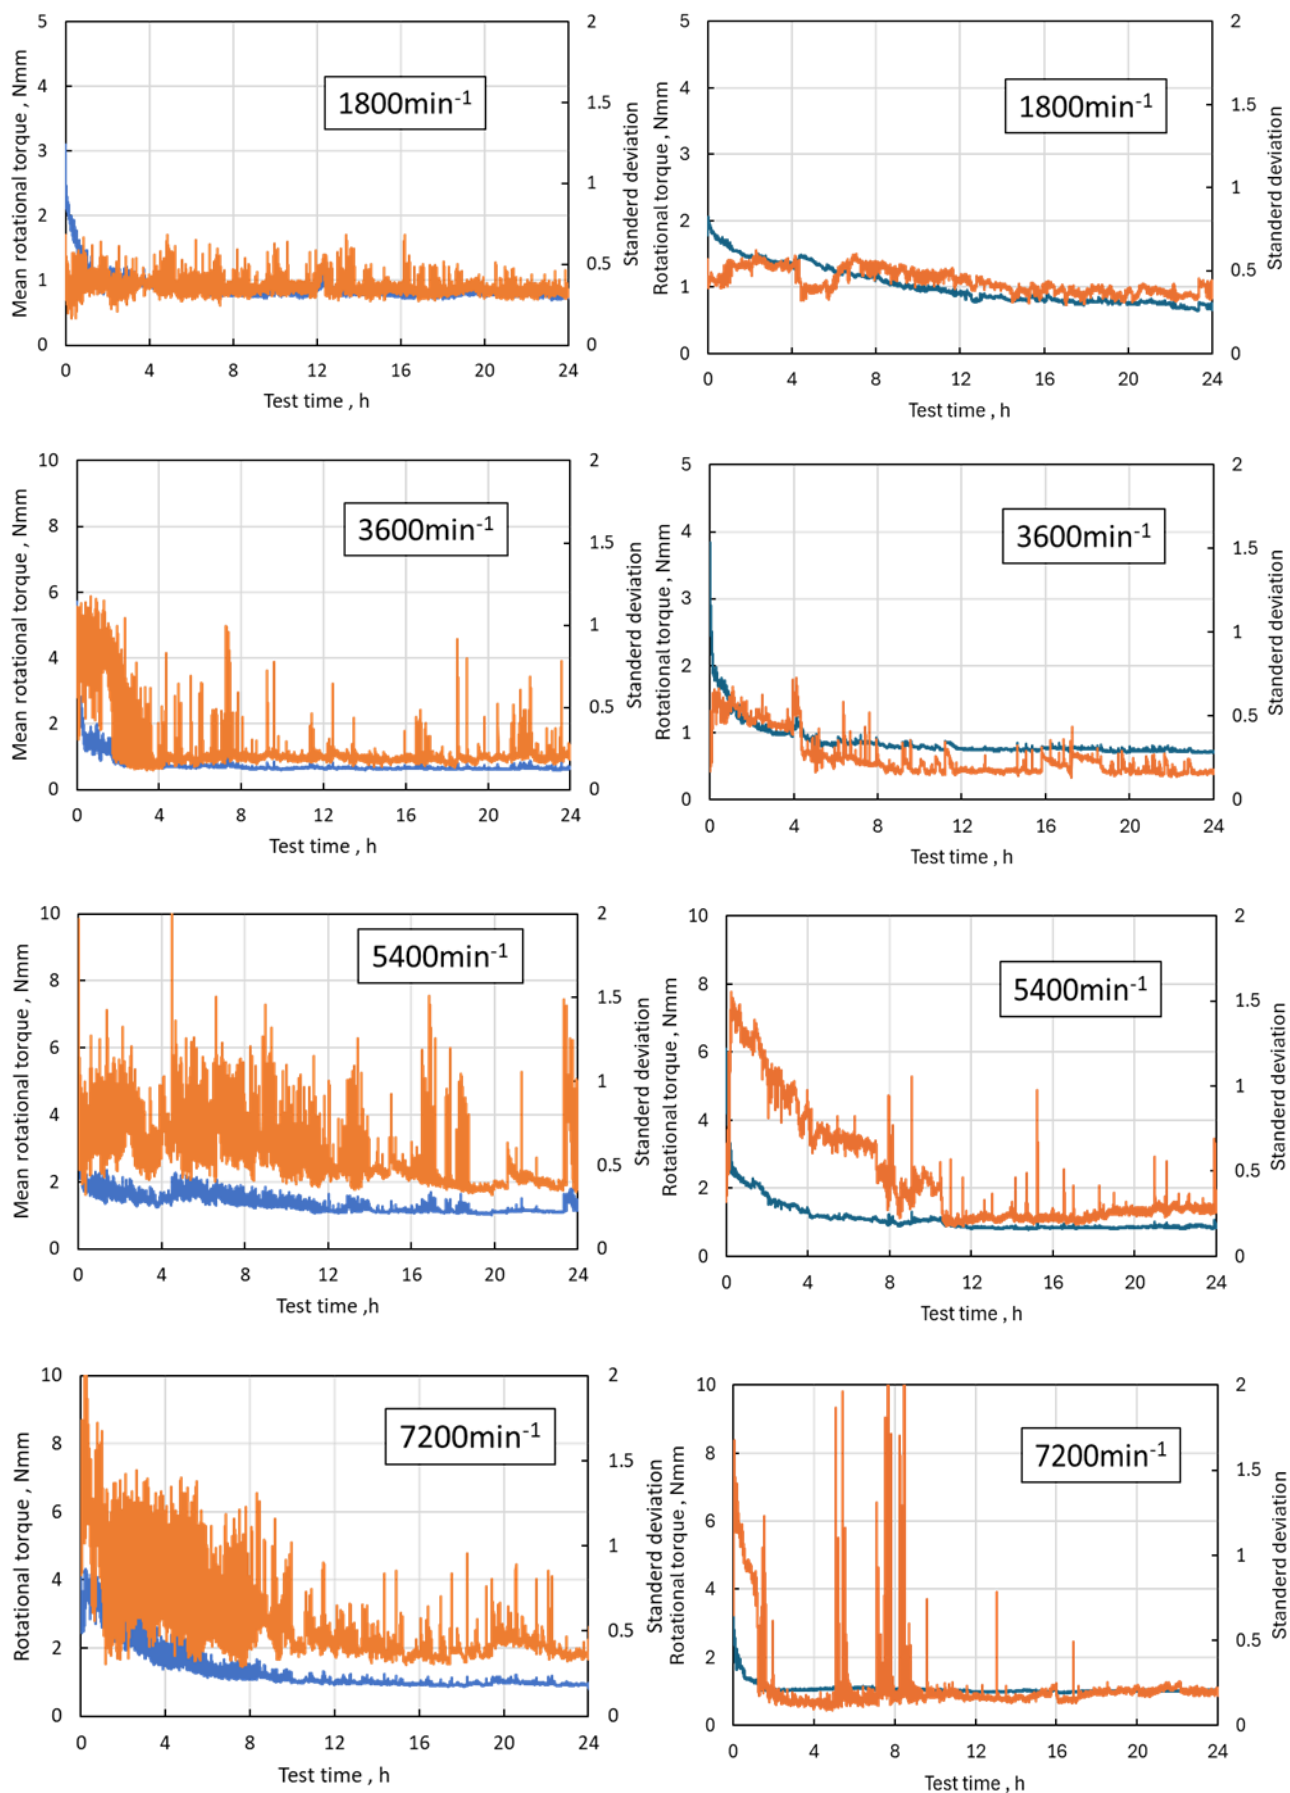 5
4
3
2
1
0
Mean rotational torque , Nmm
1800min⁻¹
2
1.5
1
0.5
0
Standerd deviation
0 4 8 12 16 20 24
Test time , h
5
4
3
2
1
0
Rotational torque , Nmm
1800min⁻¹
2
1.5
1
0.5
0
Standerd deviation
0 4 8 12 16 20 24
Test time , h
10
8
6
4
2
0
Mean rotational torque , Nmm
3600min⁻¹
2
1.5
1
0.5
0
Standerd deviation
0 4 8 12 16 20 24
Test time , h
5
4
3
2
1
0
Rotational torque , Nmm
3600min⁻¹
2
1.5
1
0.5
0
Standerd deviation
0 4 8 12 16 20 24
Test time , h
10
8
6
4
2
0
Mean rotational torque , Nmm
5400min⁻¹
2
1.5
1
0.5
0
Standerd deviation
0 4 8 12 16 20 24
Test time ,h
10
8
6
4
2
0
Rotational torque , Nmm
5400min⁻¹
2
1.5
1
0.5
0
Standerd deviation
0 4 8 12 16 20 24
Test time , h
10
8
6
4
2
0
Rotational torque , Nmm
7200min⁻¹
2
1.5
1
0.5
0
Standerd deviation
0 4 8 12 16 20 24
Test time , h
10
8
6
4
2
0
Rotational torque , Nmm
7200min⁻¹
2
1.5
1
0.5
0
Standerd deviation
0 4 8 12 16 20 24
Test time , h